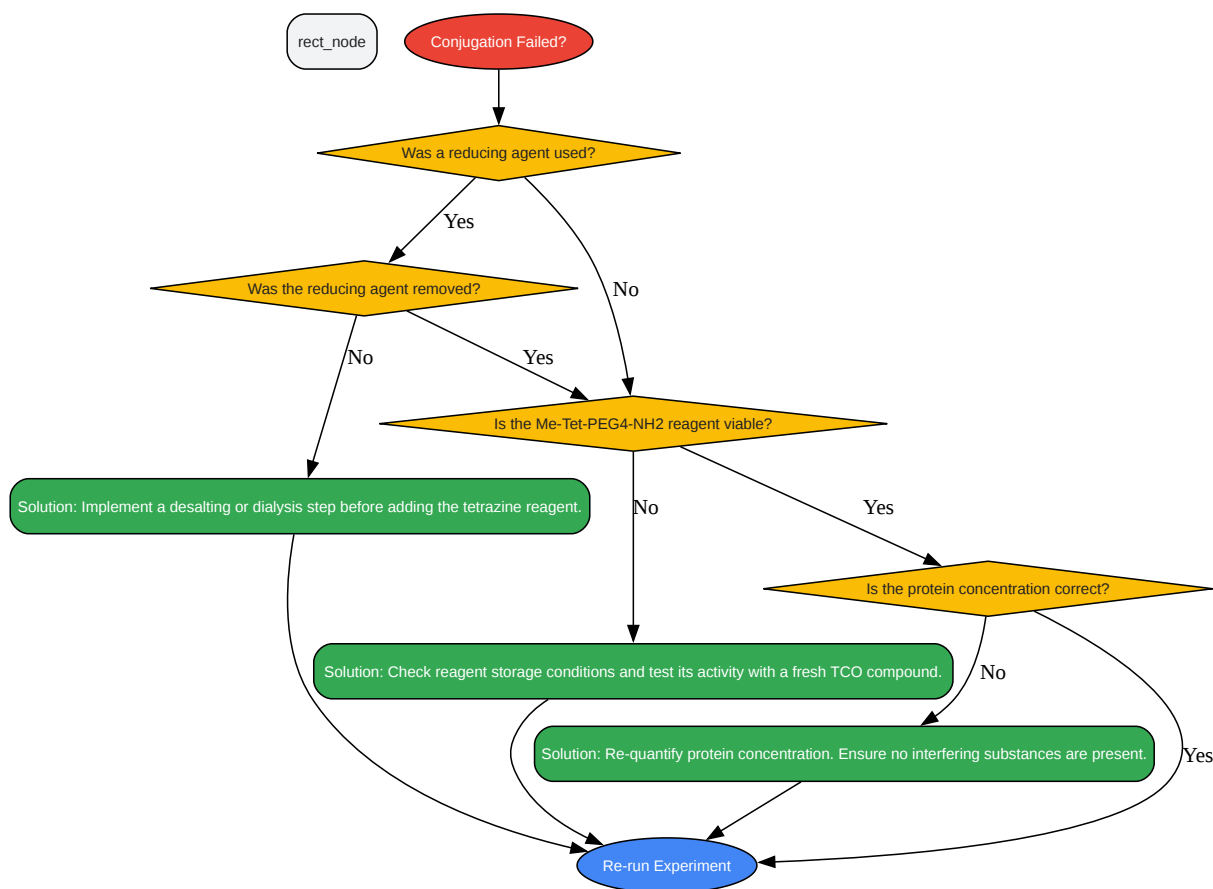 rect_node
Conjugation Failed?
Was a reducing agent used?
Yes
Was the reducing agent removed?
No
No
Yes
Is the Me-Tet-PEG4-NH2 reagent viable?
Solution: Implement a desalting or dialysis step before adding the tetrazine reagent.
No
Yes
Is the protein concentration correct?
Solution: Check reagent storage conditions and test its activity with a fresh TCO compound.
No
Solution: Re-quantify protein concentration. Ensure no interfering substances are present.
Yes
Re-run Experiment